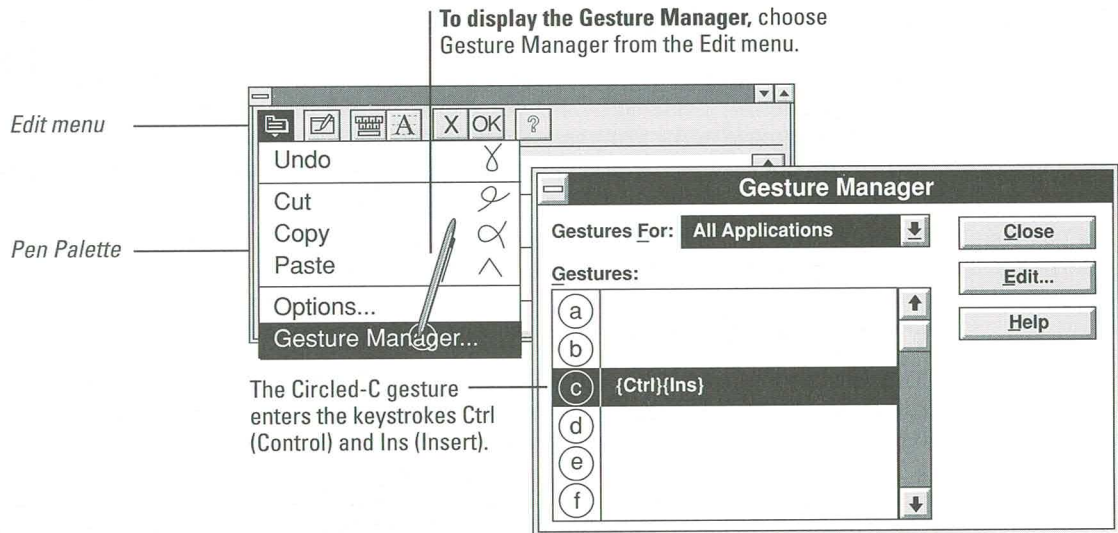 To display the Gesture Manager, choose
Gesture Manager from the Edit menu.
Edit menu
X OK ?
Undo
Cut
Copy
Pen Palette
Paste
Options...
Gesture Manager...
The Circled-C gesture
enters the keystrokes Ctrl
(Control) and Ins (Insert).
Gesture Manager
Gestures For: All Applications
Close
Gestures:
Edit...
a
Help
b
c {Ctrl}{Ins}
d
e
f